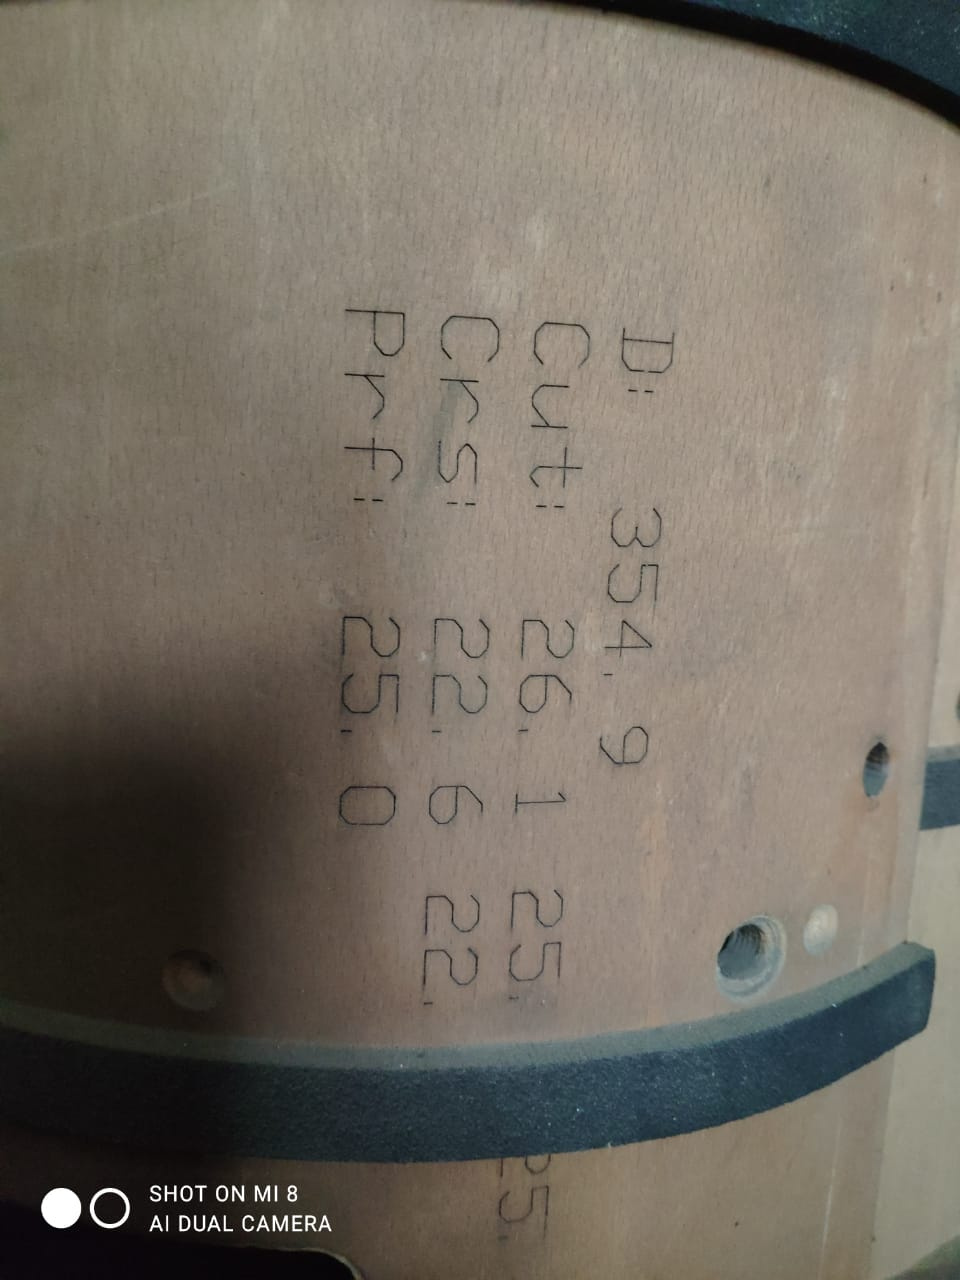 D: 354.9
Cut: 26.1 25.
Crs: 22.6 22.
Prf: 25.0
25.
SHOT ON MI 8
AI DUAL CAMERA